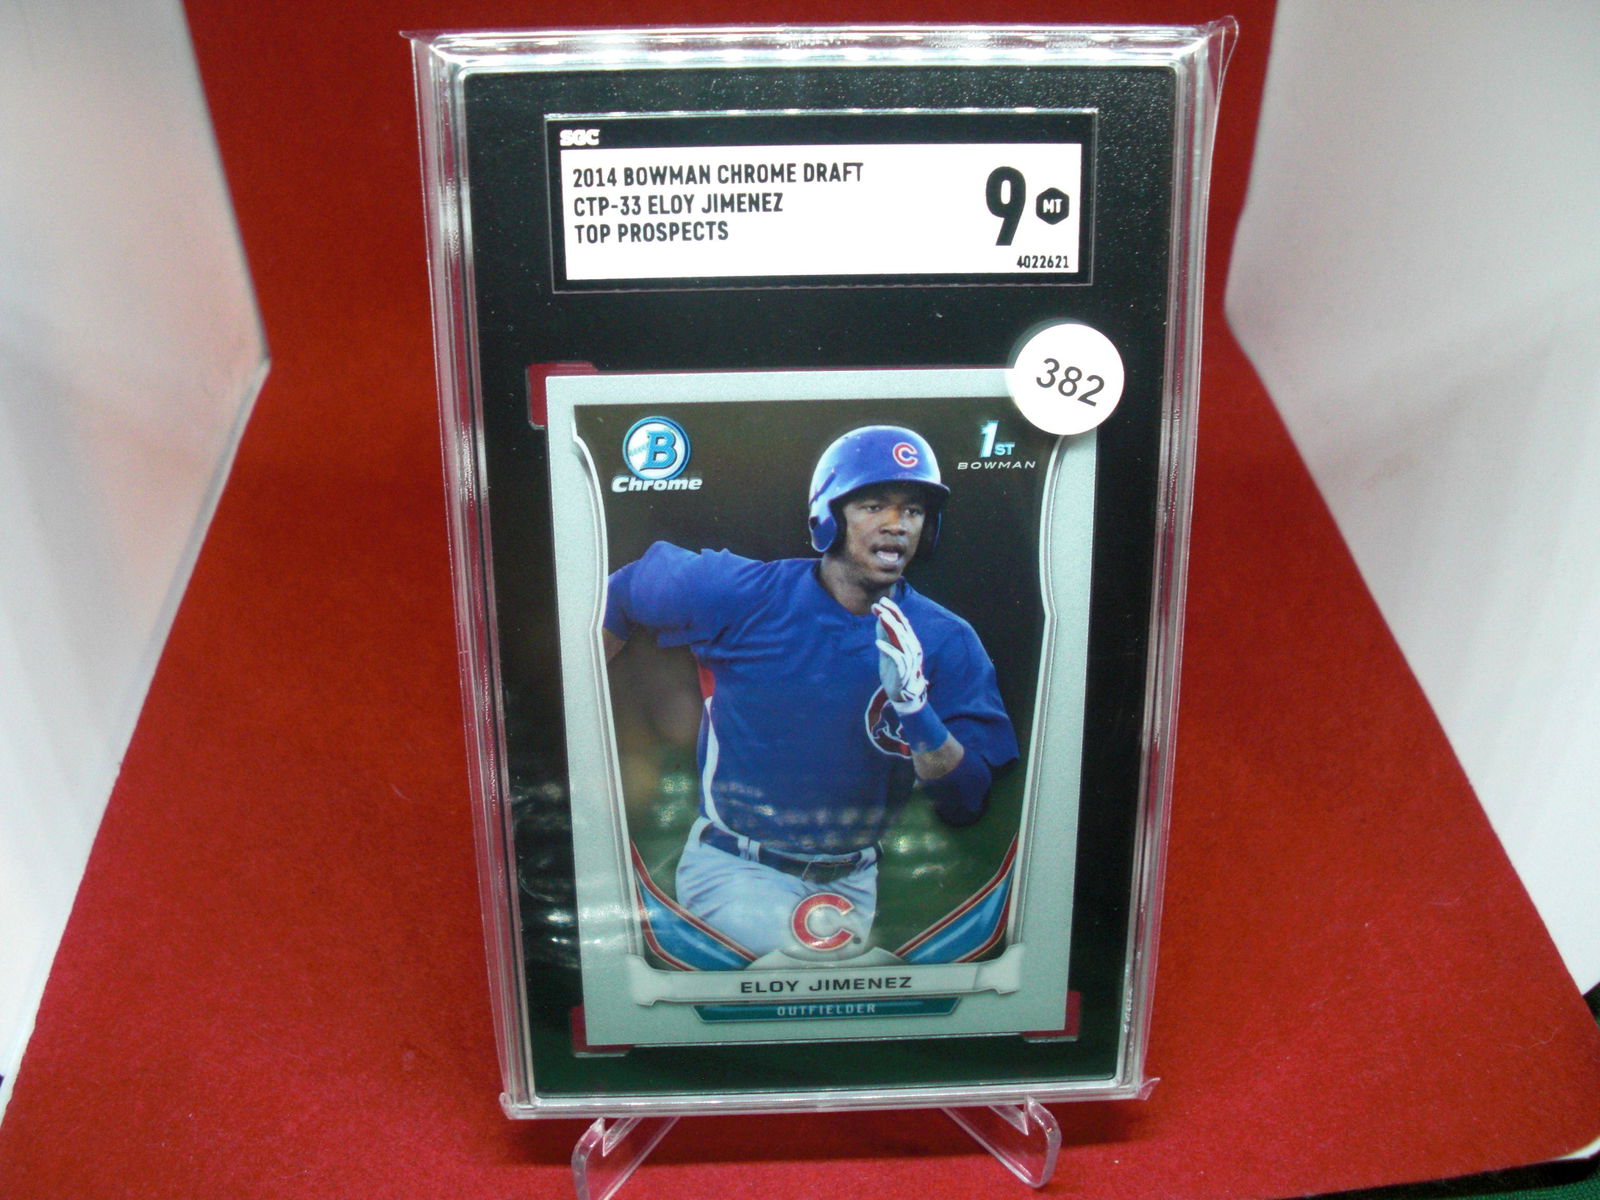 SGC
2014 BOWMAN CHROME DRAFT
CTP-33 ELOY JIMENEZ
TOP PROSPECTS
9 MT
4022621
382
B
Chrome
1ST
BOWMAN
C
C
ELOY JIMENEZ
OUTFIELDER